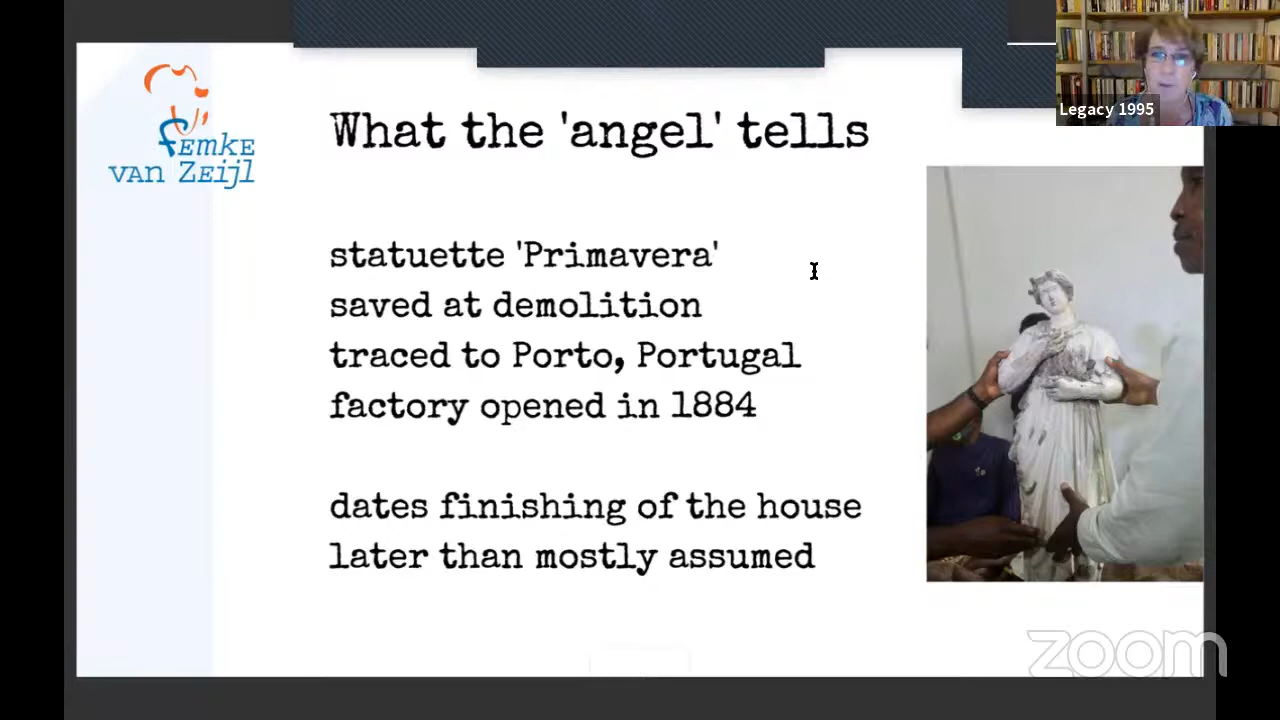 Legacy 1995
FEMKE
VAN Zeijl
What the 'angel' tells
statuette 'Primavera'
saved at demolition
traced to Porto, Portugal
factory opened in 1884
dates finishing of the house
later than mostly assumed
zoom